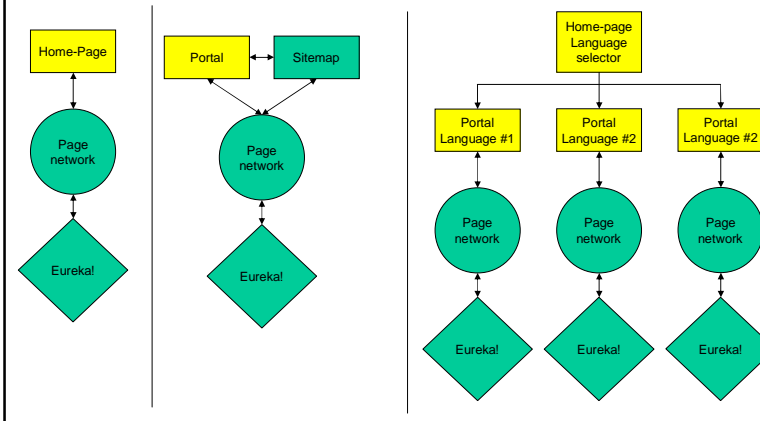 Home-Page
Page
network
Eureka!
Portal
Sitemap
Page
network
Eureka!
Home-page
Language
selector
Portal
Language #1
Portal
Language #2
Portal
Language #2
Page
network
Page
network
Page
network
Eureka!
Eureka!
Eureka!